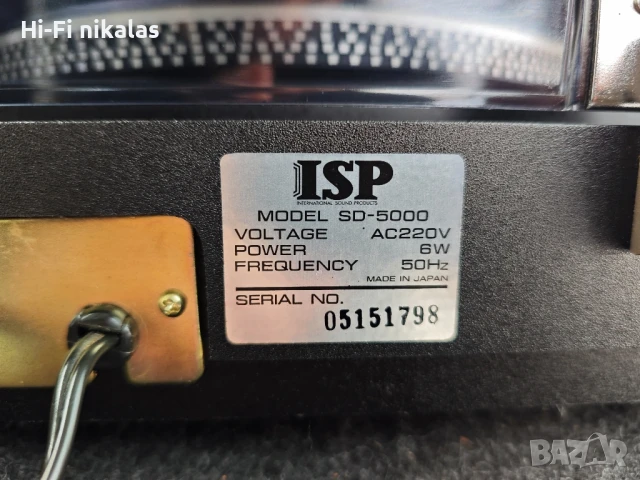 Hi-Fi nikalas
ISP
INTERNATIONAL SOUND PRODUCTS
MODEL SD-5000
VOLTAGE AC220V
POWER 6W
FREQUENCY 50Hz
MADE IN JAPAN
SERIAL NO.
05151798
BAZAR